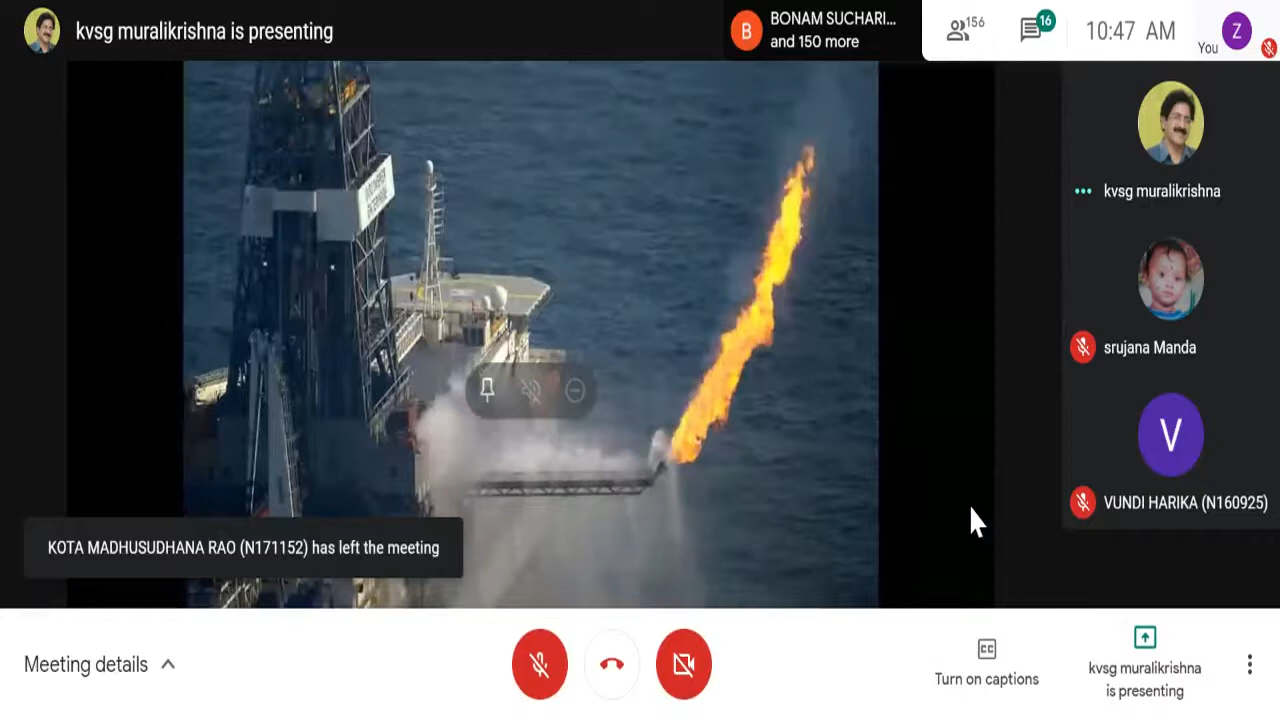 kvsg muralikrishna is presenting
B
BONAM SUCHARI...
and 150 more
156
16
10:47 AM
You
Z
kvsg muralikrishna
srujana Manda
V
VUNDI HARIKA (N160925)
KOTA MADHUSUDHANA RAO (N171152) has left the meeting
Meeting details
CC
Turn on captions
kvsg muralikrishna
is presenting